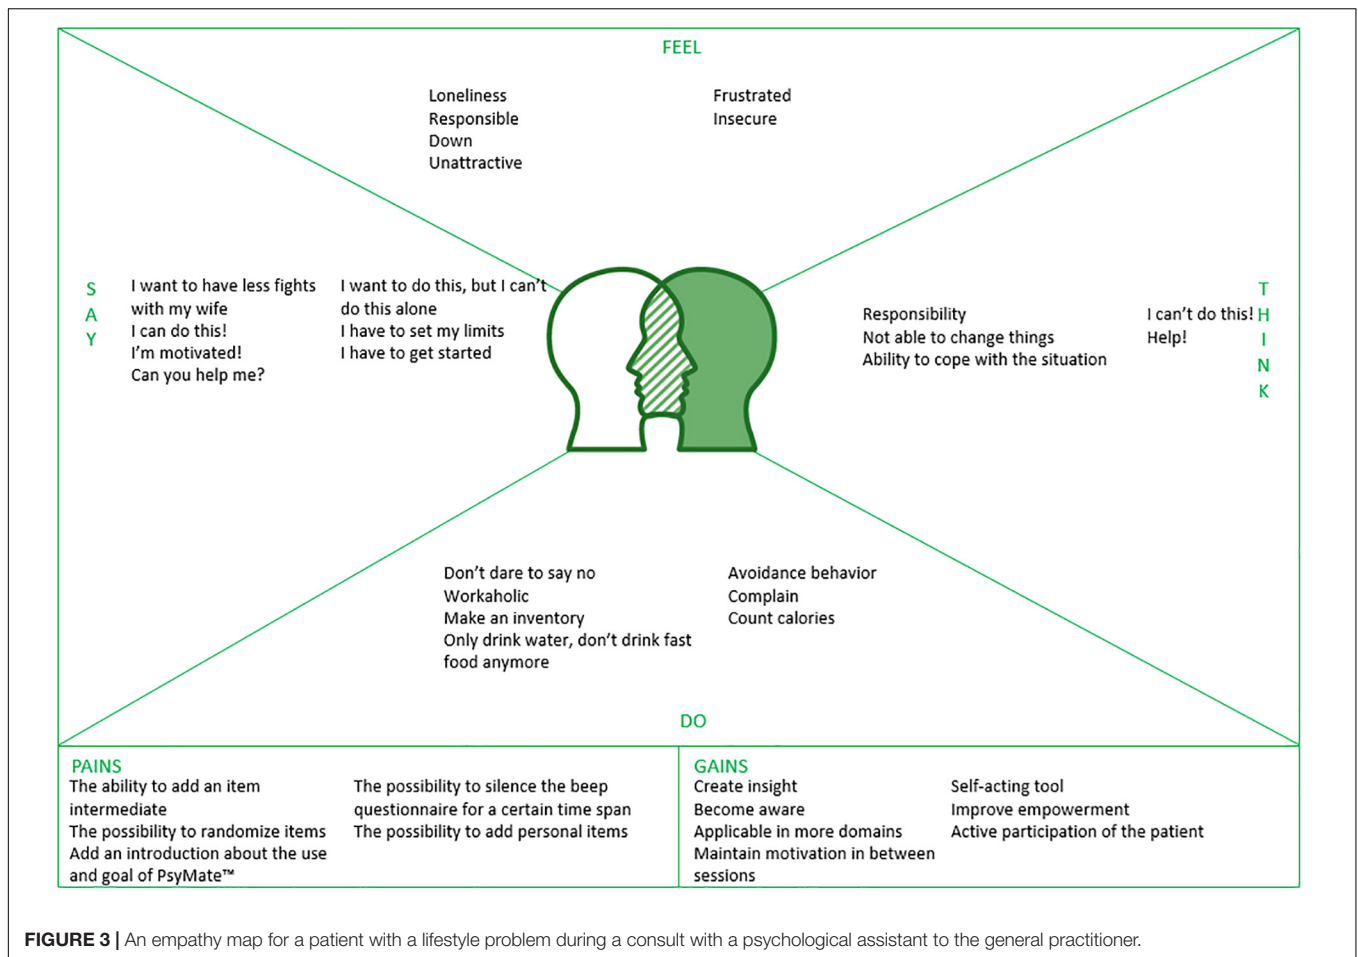 FEEL
Loneliness
Responsible
Down
Unattractive
Frustrated
Insecure
S
A
Y
I want to have less fights
with my wife
I can do this!
I'm motivated!
Can you help me?
I want to do this, but I can't
do this alone
I have to set my limits
I have to get started
Responsibility
Not able to change things
Ability to cope with the situation
I can't do this!
Help!
T
H
I
N
K
Don't dare to say no
Workaholic
Make an inventory
Only drink water, don't drink fast
food anymore
Avoidance behavior
Complain
Count calories
DO
PAINS
The ability to add an item
intermediate
The possibility to randomize items
Add an introduction about the use
and goal of PsyMate™
The possibility to silence the beep
questionnaire for a certain time span
The possibility to add personal items
GAINS
Create insight
Become aware
Applicable in more domains
Maintain motivation in between
sessions
Self-acting tool
Improve empowerment
Active participation of the patient
FIGURE 3 | An empathy map for a patient with a lifestyle problem during a consult with a psychological assistant to the general practitioner.